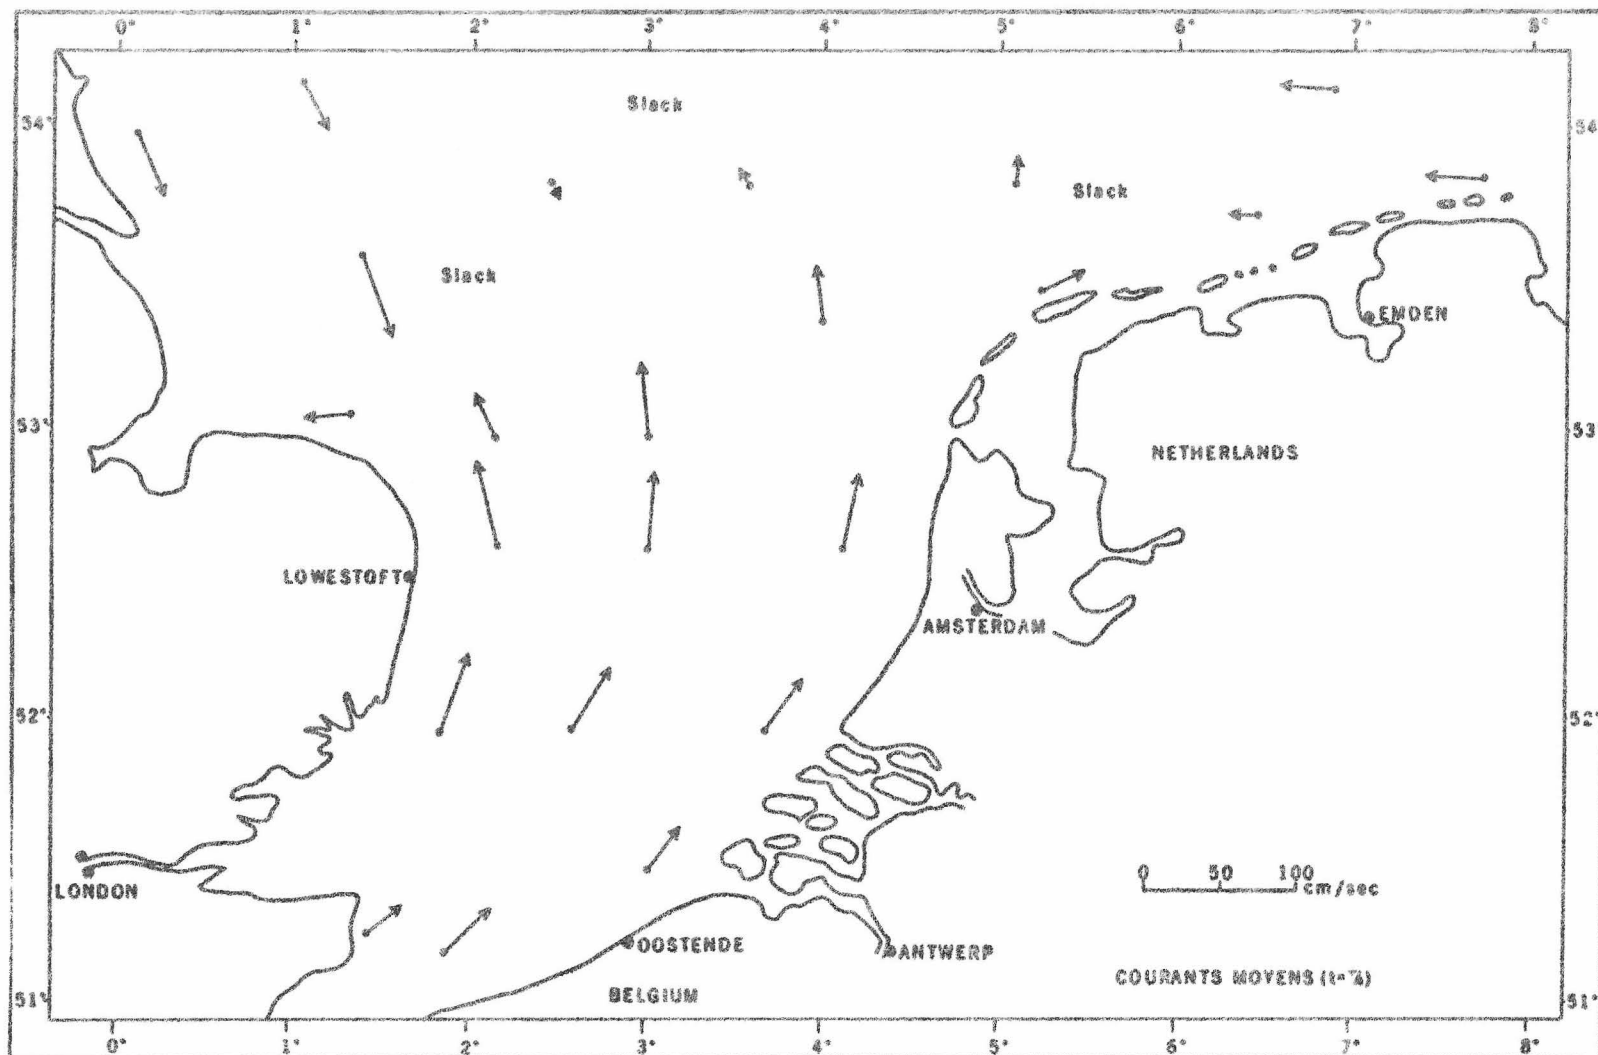 0° 1° 2° 3° 4° 5° 6° 7° 8°
Slack
54° 54°
Slack
Slack
EMDEN
53° 53°
NETHERLANDS
LOWESTOFT
AMSTERDAM
52° 52°
0 50 100
cm/sec
LONDON
OOSTENDE
ANTWERP
COURANTS MOYENS
BELGIUM
51° 51°
0° 1° 2° 3° 4° 5° 6° 7° 8°